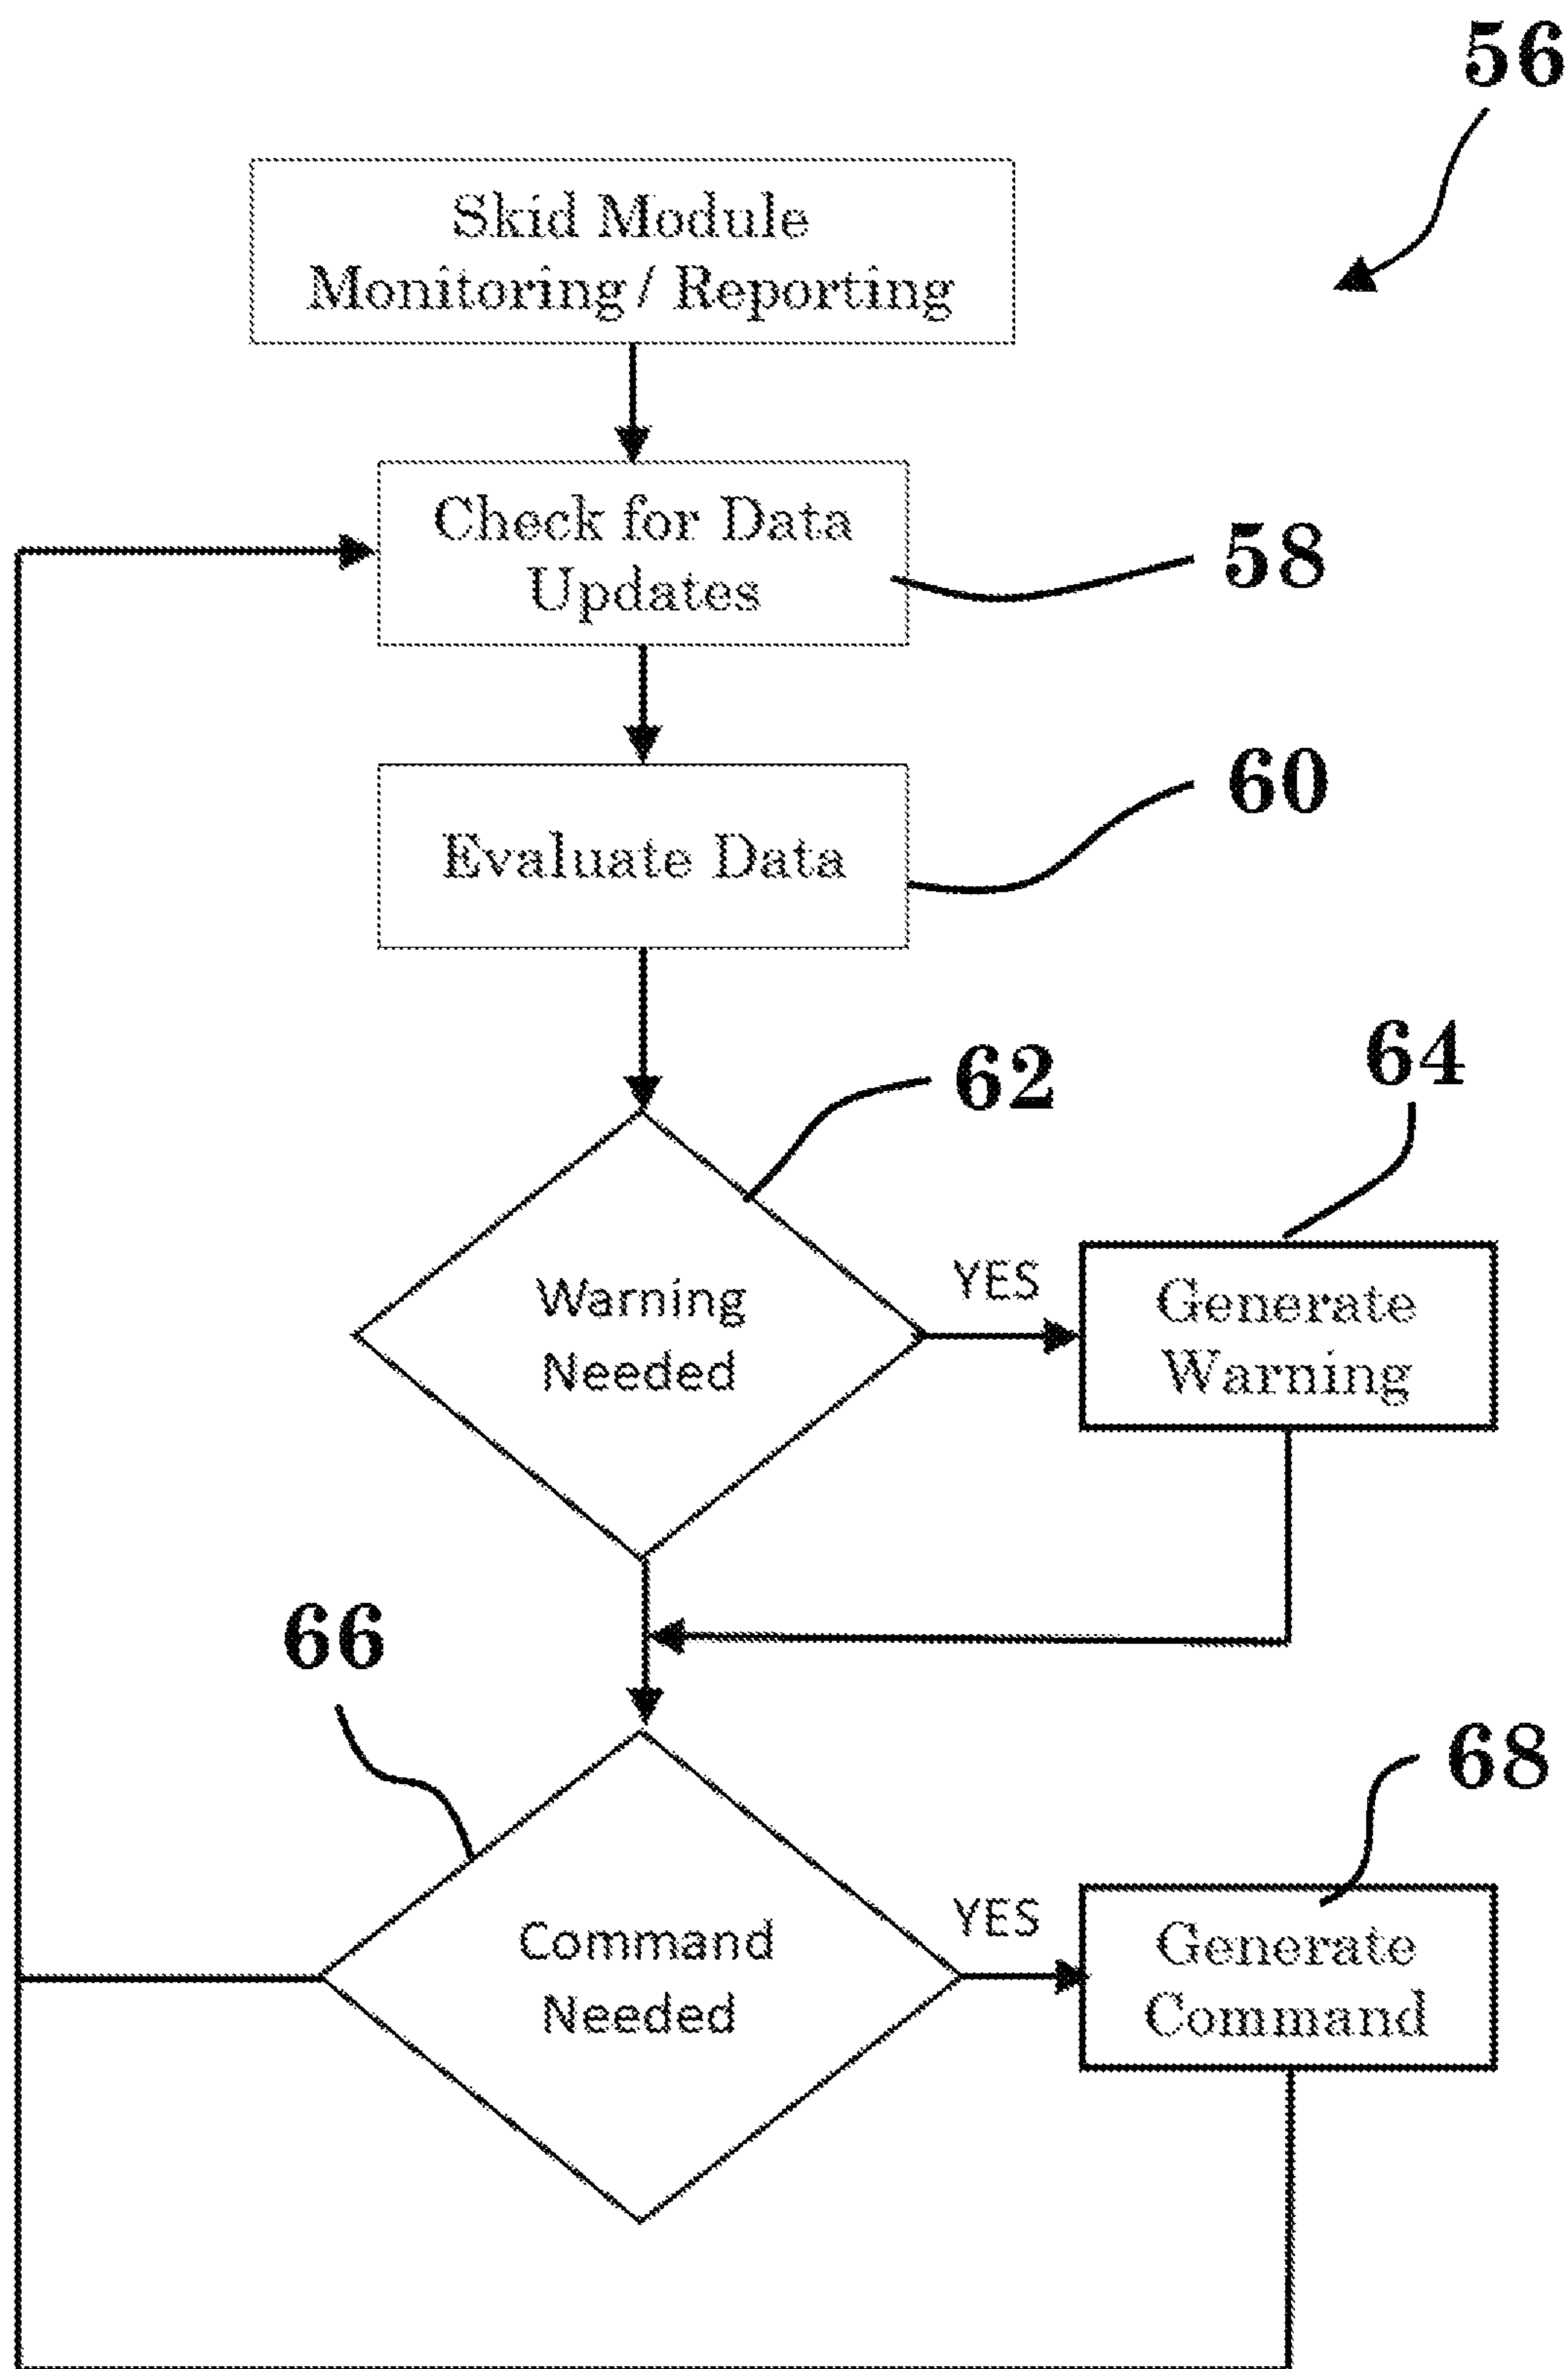 56
Skid Module
Monitoring / Reporting
Check for Data
Updates
58
Evaluate Data
60
62
64
Warning
Needed
YES
Generate
Warning
66
68
Command
Needed
YES
Generate
Command